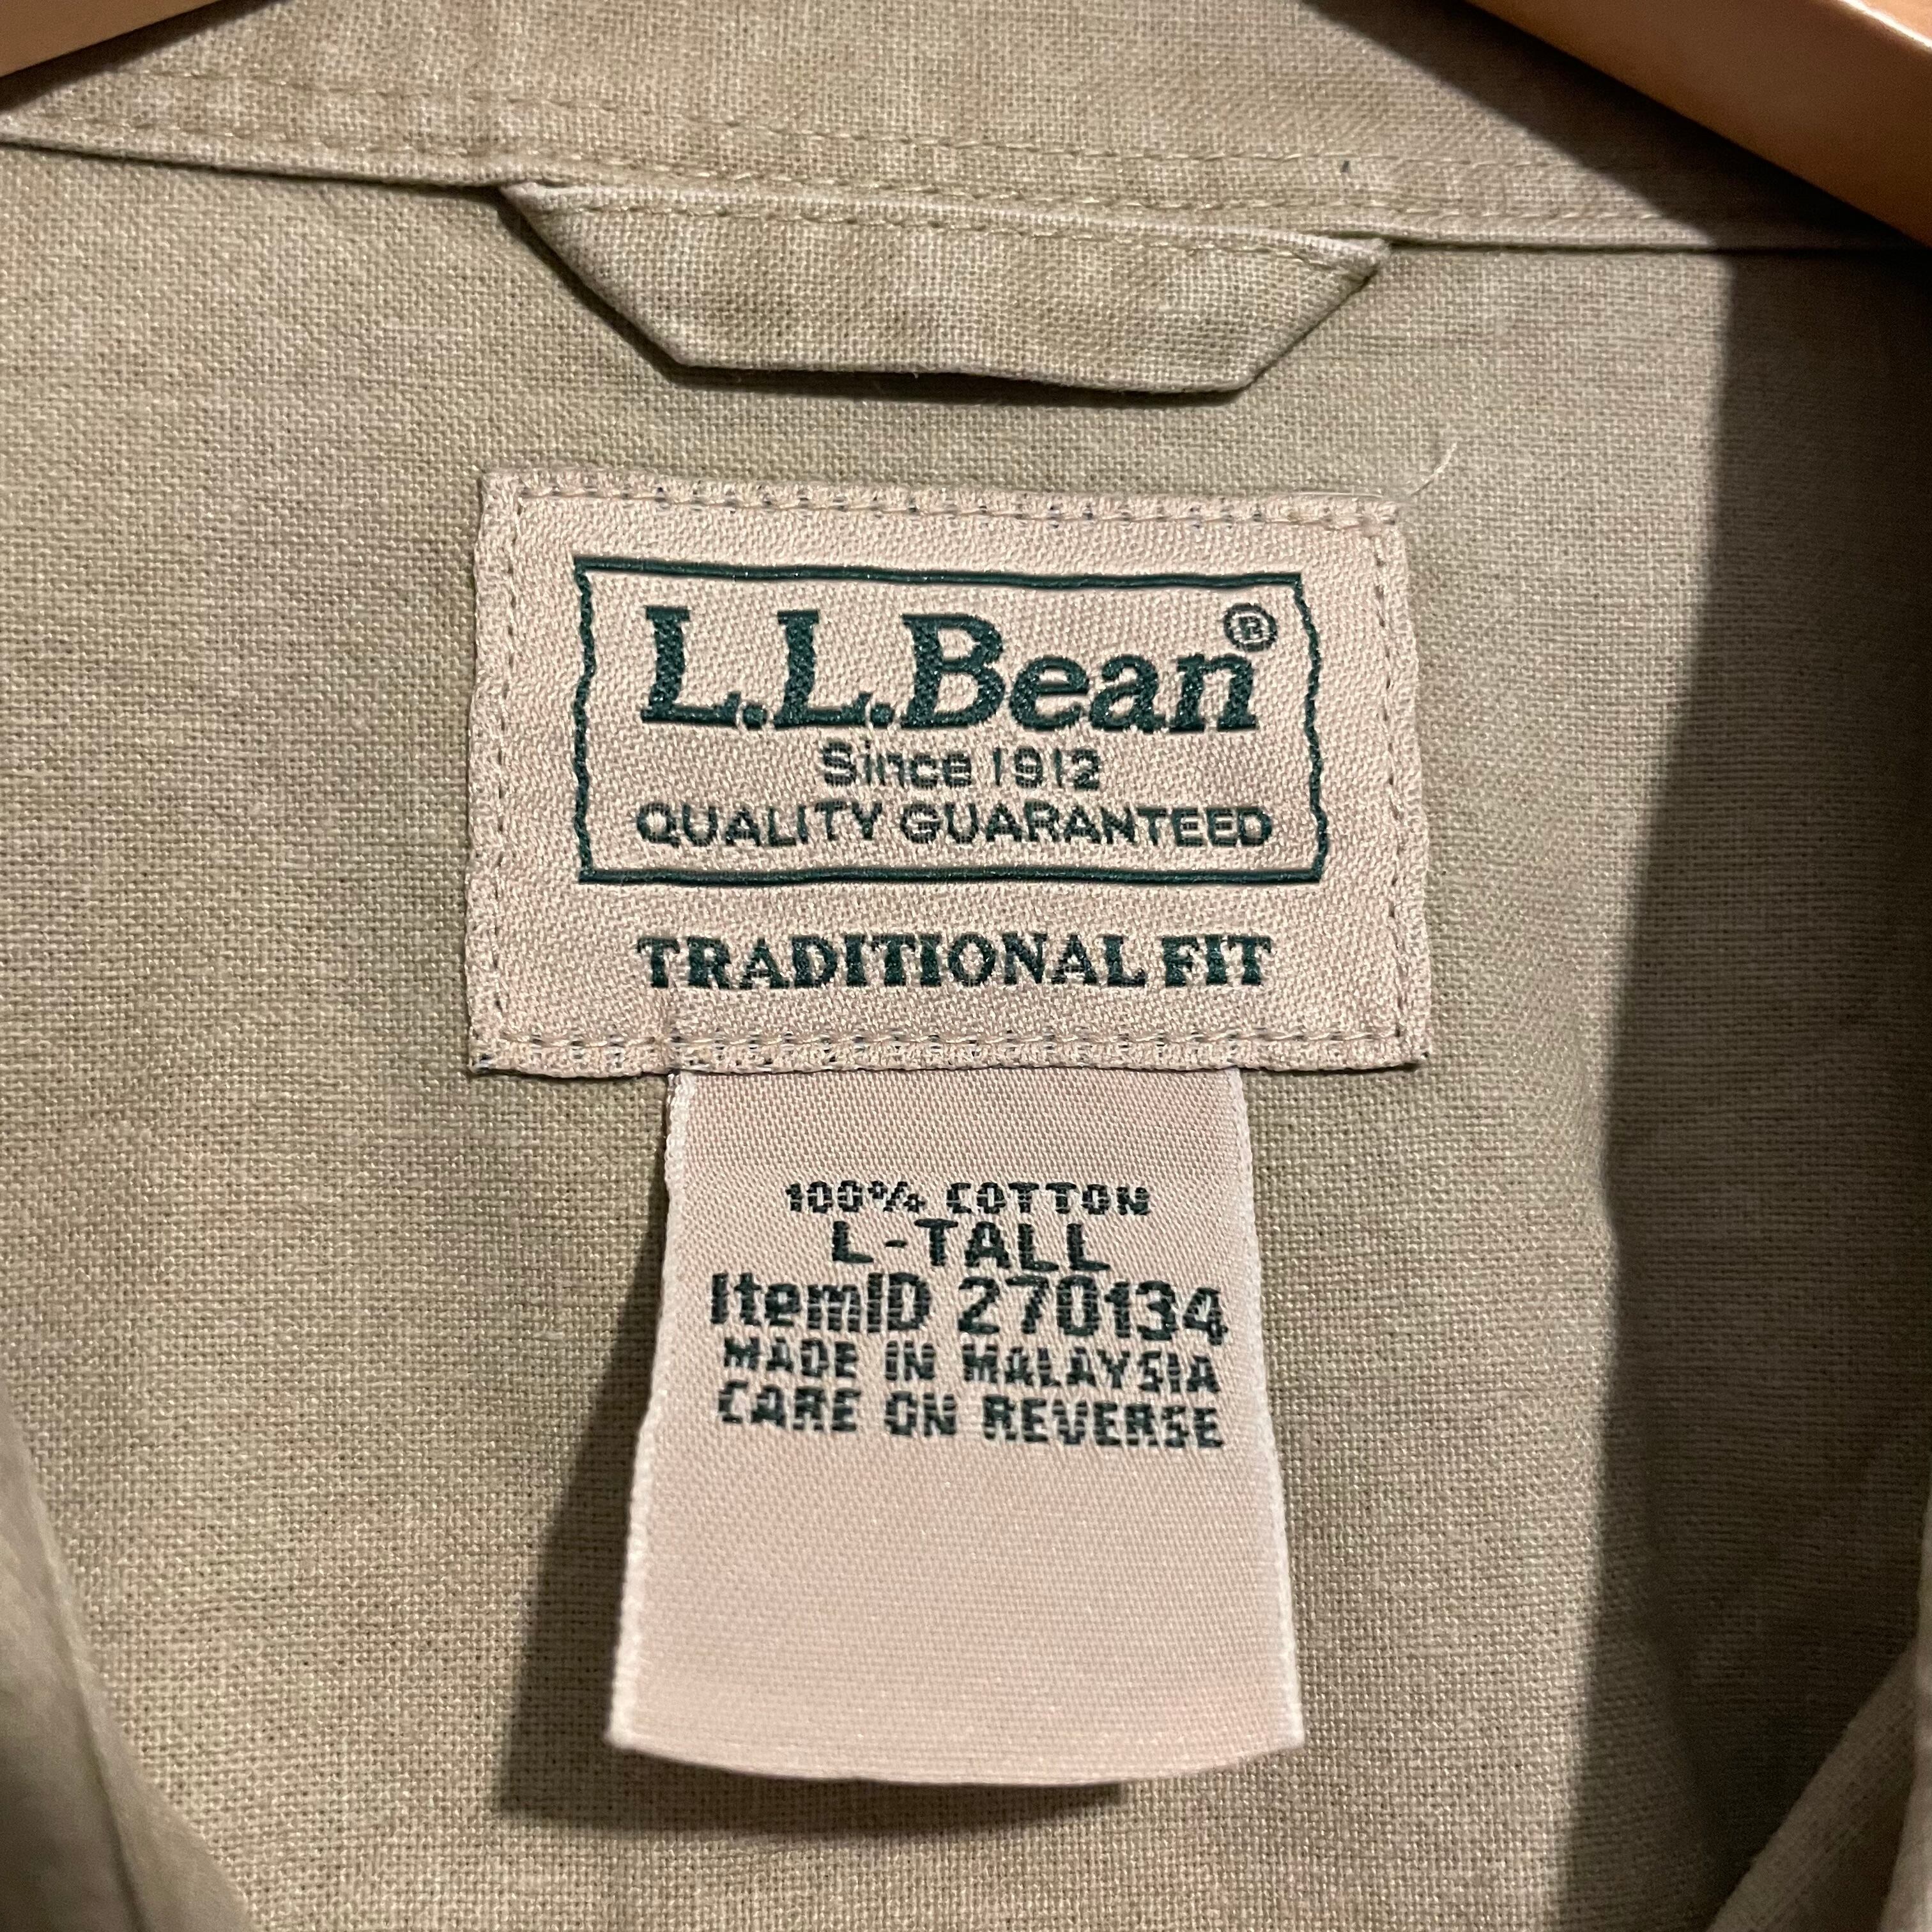 L.L.Bean®
Since 1912
QUALITY GUARANTEED
TRADITIONAL FIT
100% COTTON
L-TALL
ItemID 270134
MADE IN MALAYSIA
CARE ON REVERSE